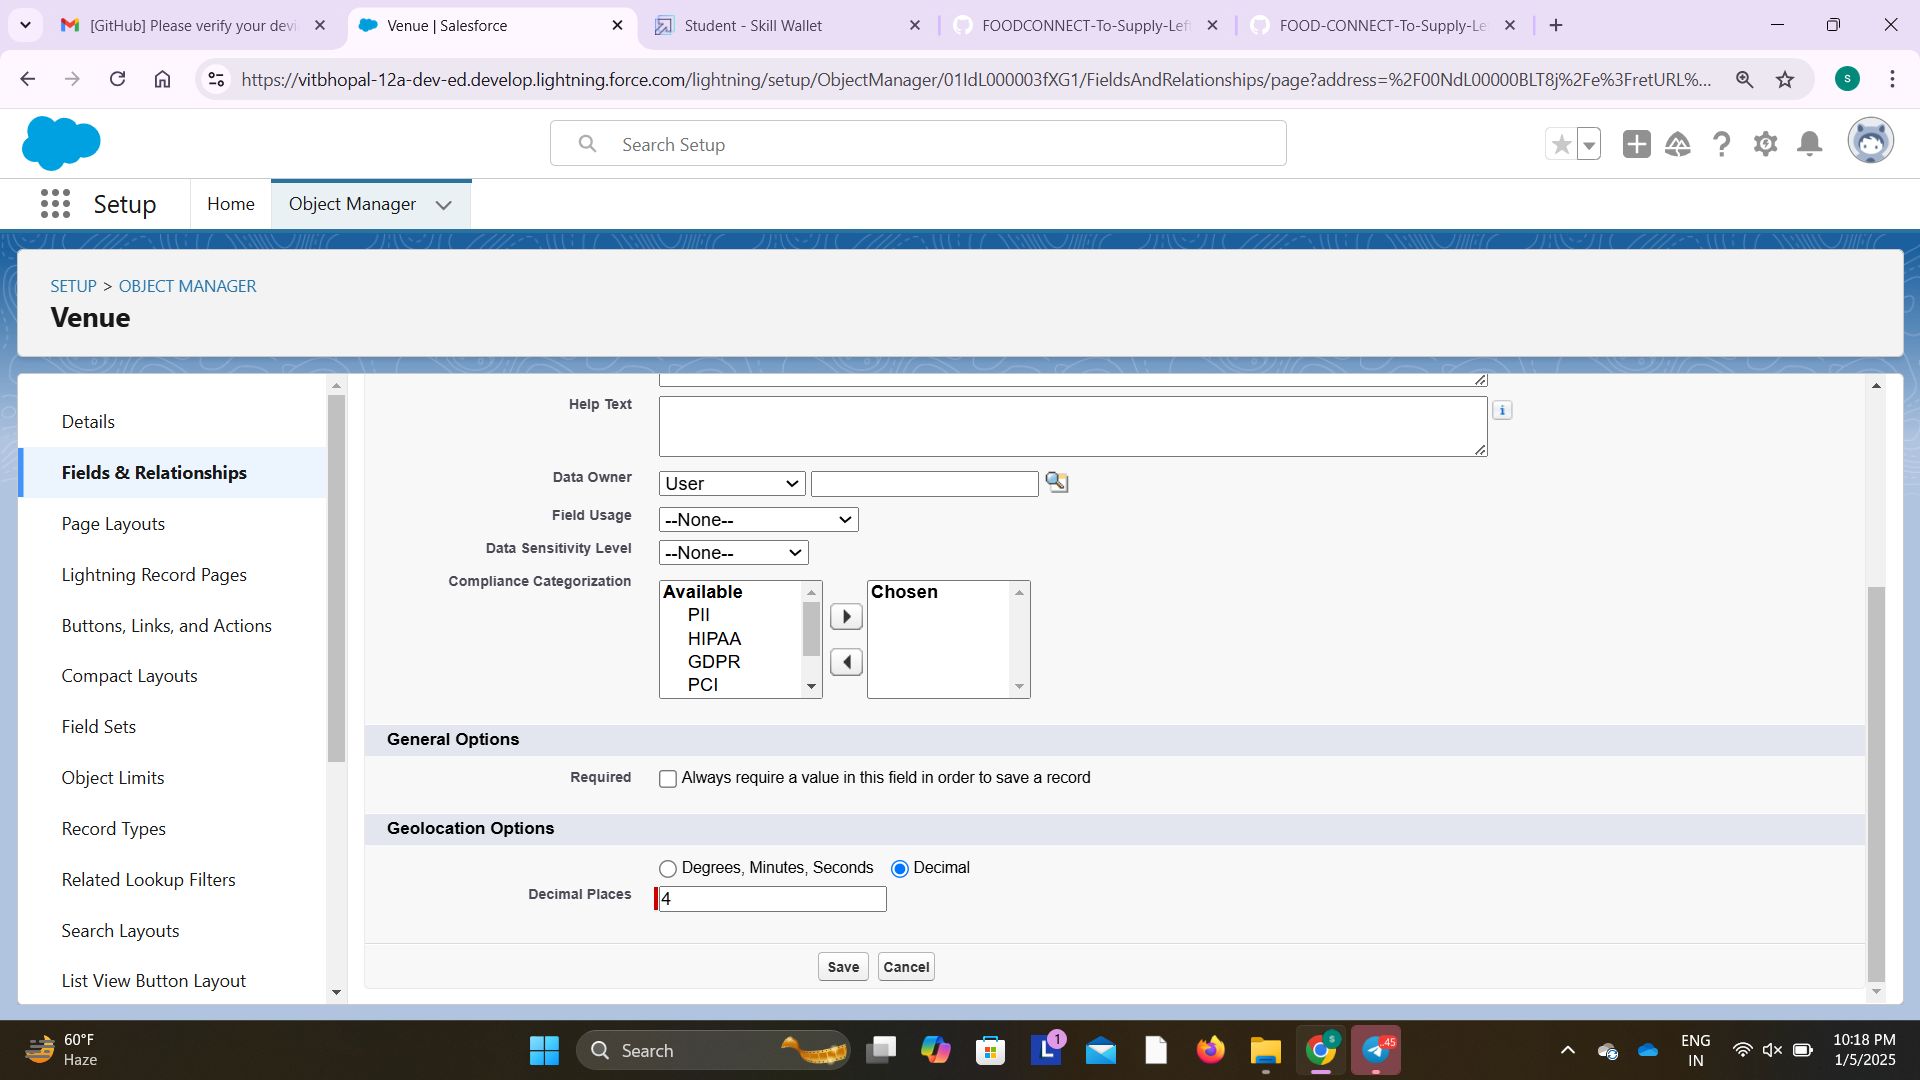 [GitHub] Please verify your devi
Venue | Salesforce
Student - Skill Wallet
FOODCONNECT-To-Supply-Left
FOOD-CONNECT-To-Supply-Le
https://vitbhopal-12a-dev-ed.develop.lightning.force.com/lightning/setup/ObjectManager/01IdL000003fXG1/FieldsAndRelationships/page?address=%2F00NdL00000BLT8j%2Fe%3FretURL%...
S
Search Setup
Setup
Home
Object Manager
SETUP > OBJECT MANAGER
Venue
Details
Fields & Relationships
Page Layouts
Lightning Record Pages
Buttons, Links, and Actions
Compact Layouts
Field Sets
Object Limits
Record Types
Related Lookup Filters
Search Layouts
List View Button Layout
Help Text
i
Data Owner
User
Field Usage
--None--
Data Sensitivity Level
--None--
Compliance Categorization
Available
PII
HIPAA
GDPR
PCI
Chosen
General Options
Required
Always require a value in this field in order to save a record
Geolocation Options
Degrees, Minutes, Seconds
Decimal
Decimal Places
4
Save
Cancel
60°F
Haze
Search
L
1
S
.45
ENG
IN
10:18 PM
1/5/2025